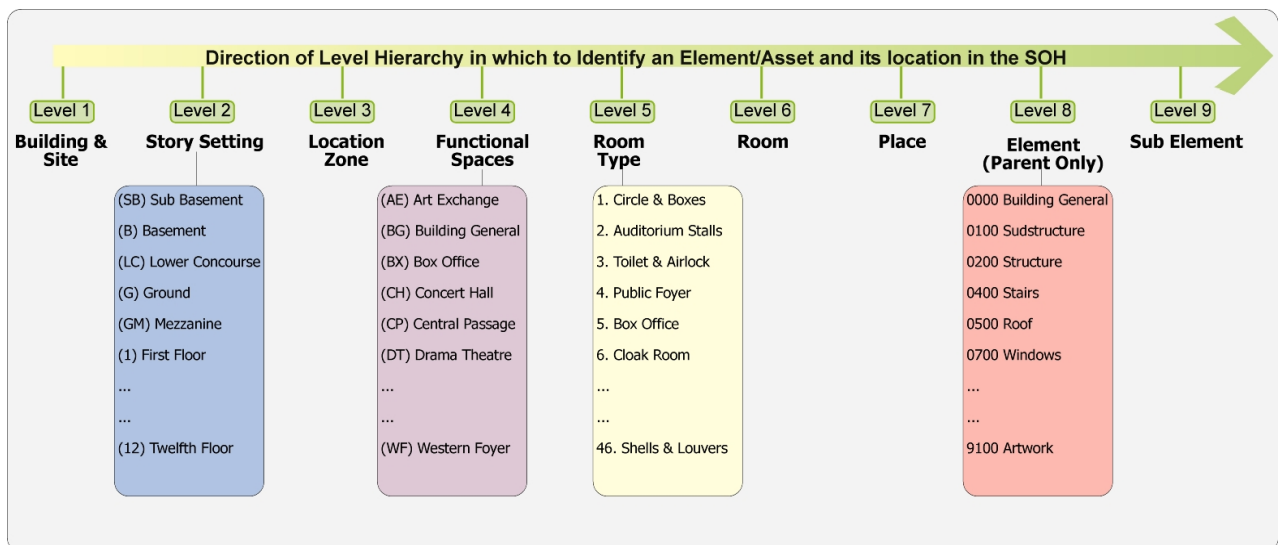 Direction of Level Hierarchy in which to Identify an Element/Asset and its location in the SOH
Level 1
Building &
Site
Level 2
Story Setting
(SB) Sub Basement
(B) Basement
(LC) Lower Concourse
(G) Ground
(GM) Mezzanine
(1) First Floor
...
...
(12) Twelfth Floor
Level 3
Location
Zone
Level 4
Functional
Spaces
(AE) Art Exchange
(BG) Building General
(BX) Box Office
(CH) Concert Hall
(CP) Central Passage
(DT) Drama Theatre
...
...
(WF) Western Foyer
Level 5
Room
Type
1. Circle & Boxes
2. Auditorium Stalls
3. Toilet & Airlock
4. Public Foyer
5. Box Office
6. Cloak Room
...
...
46. Shells & Louvers
Level 6
Room
Level 7
Place
Level 8
Element
(Parent Only)
0000 Building General
0100 Sudstructure
0200 Structure
0400 Stairs
0500 Roof
0700 Windows
...
...
9100 Artwork
Level 9
Sub Element